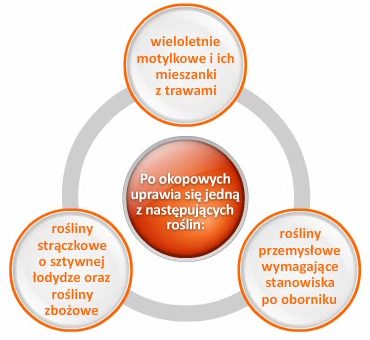 wieloletnie
motylkowe i ich
mieszanki
z trawami
Po okopowych
uprawia się jedną
z następujących
roślin:
rośliny
strączkowe
o sztywnej
łodydze oraz
rośliny
zbożowe
rośliny
przemysłowe
wymagające
stanowiska
po oborniku